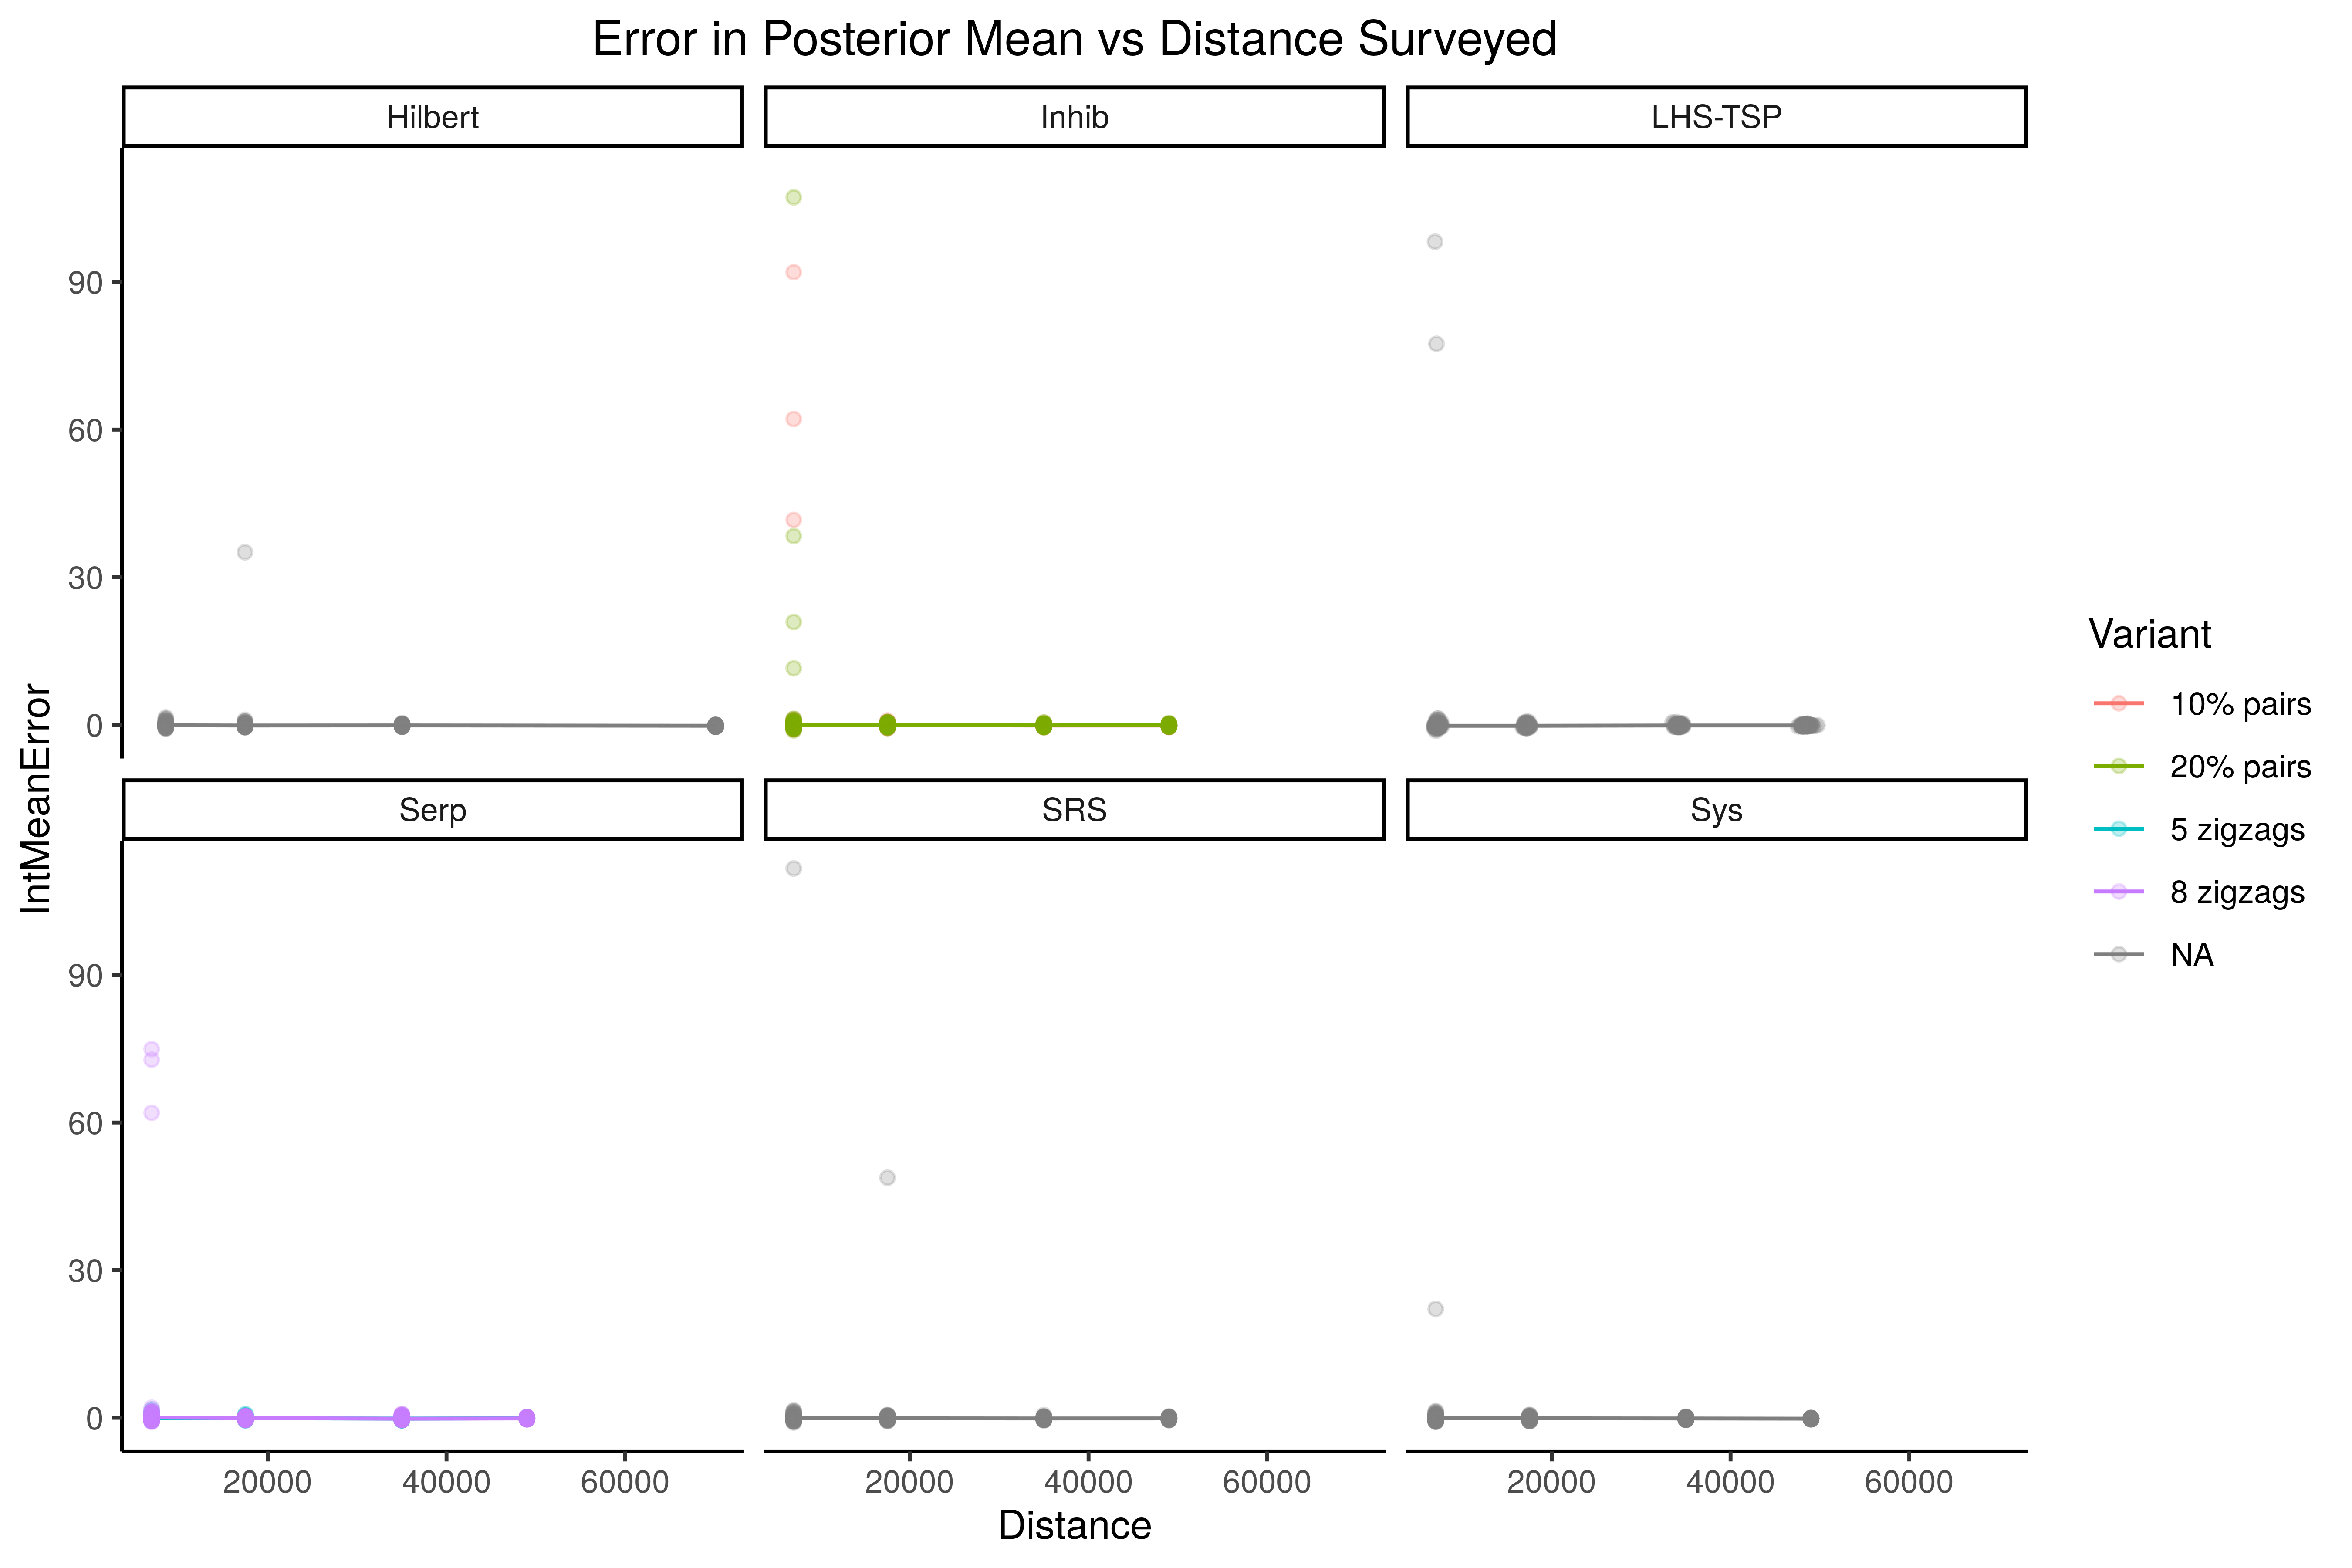 Error in Posterior Mean vs Distance Surveyed
Hilbert
Inhib
LHS-TSP
90
60
30
0
IntMeanError
Serp
SRS
Sys
90
60
30
0
20000 40000 60000
20000 40000 60000
20000 40000 60000
Distance
Variant
10% pairs
20% pairs
5 zigzags
8 zigzags
NA